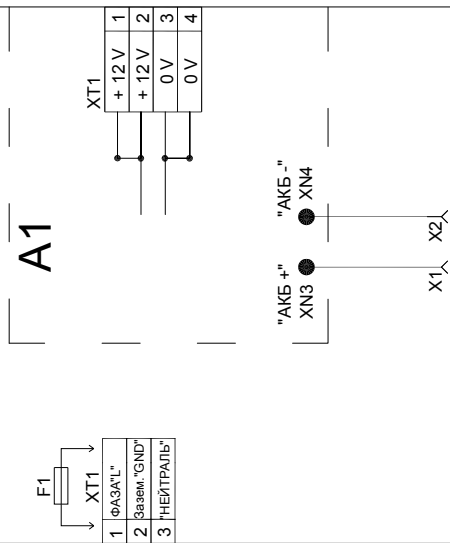 XT1
+ 12 V 1
+ 12 V 2
0 V 3
0 V 4
A1
"АКБ +"
XN3
"АКБ -"
XN4
X1
X2
F1
XT1
1 ФАЗА"L"
2 Зазем."GND"
3 "НЕЙТРАЛЬ"